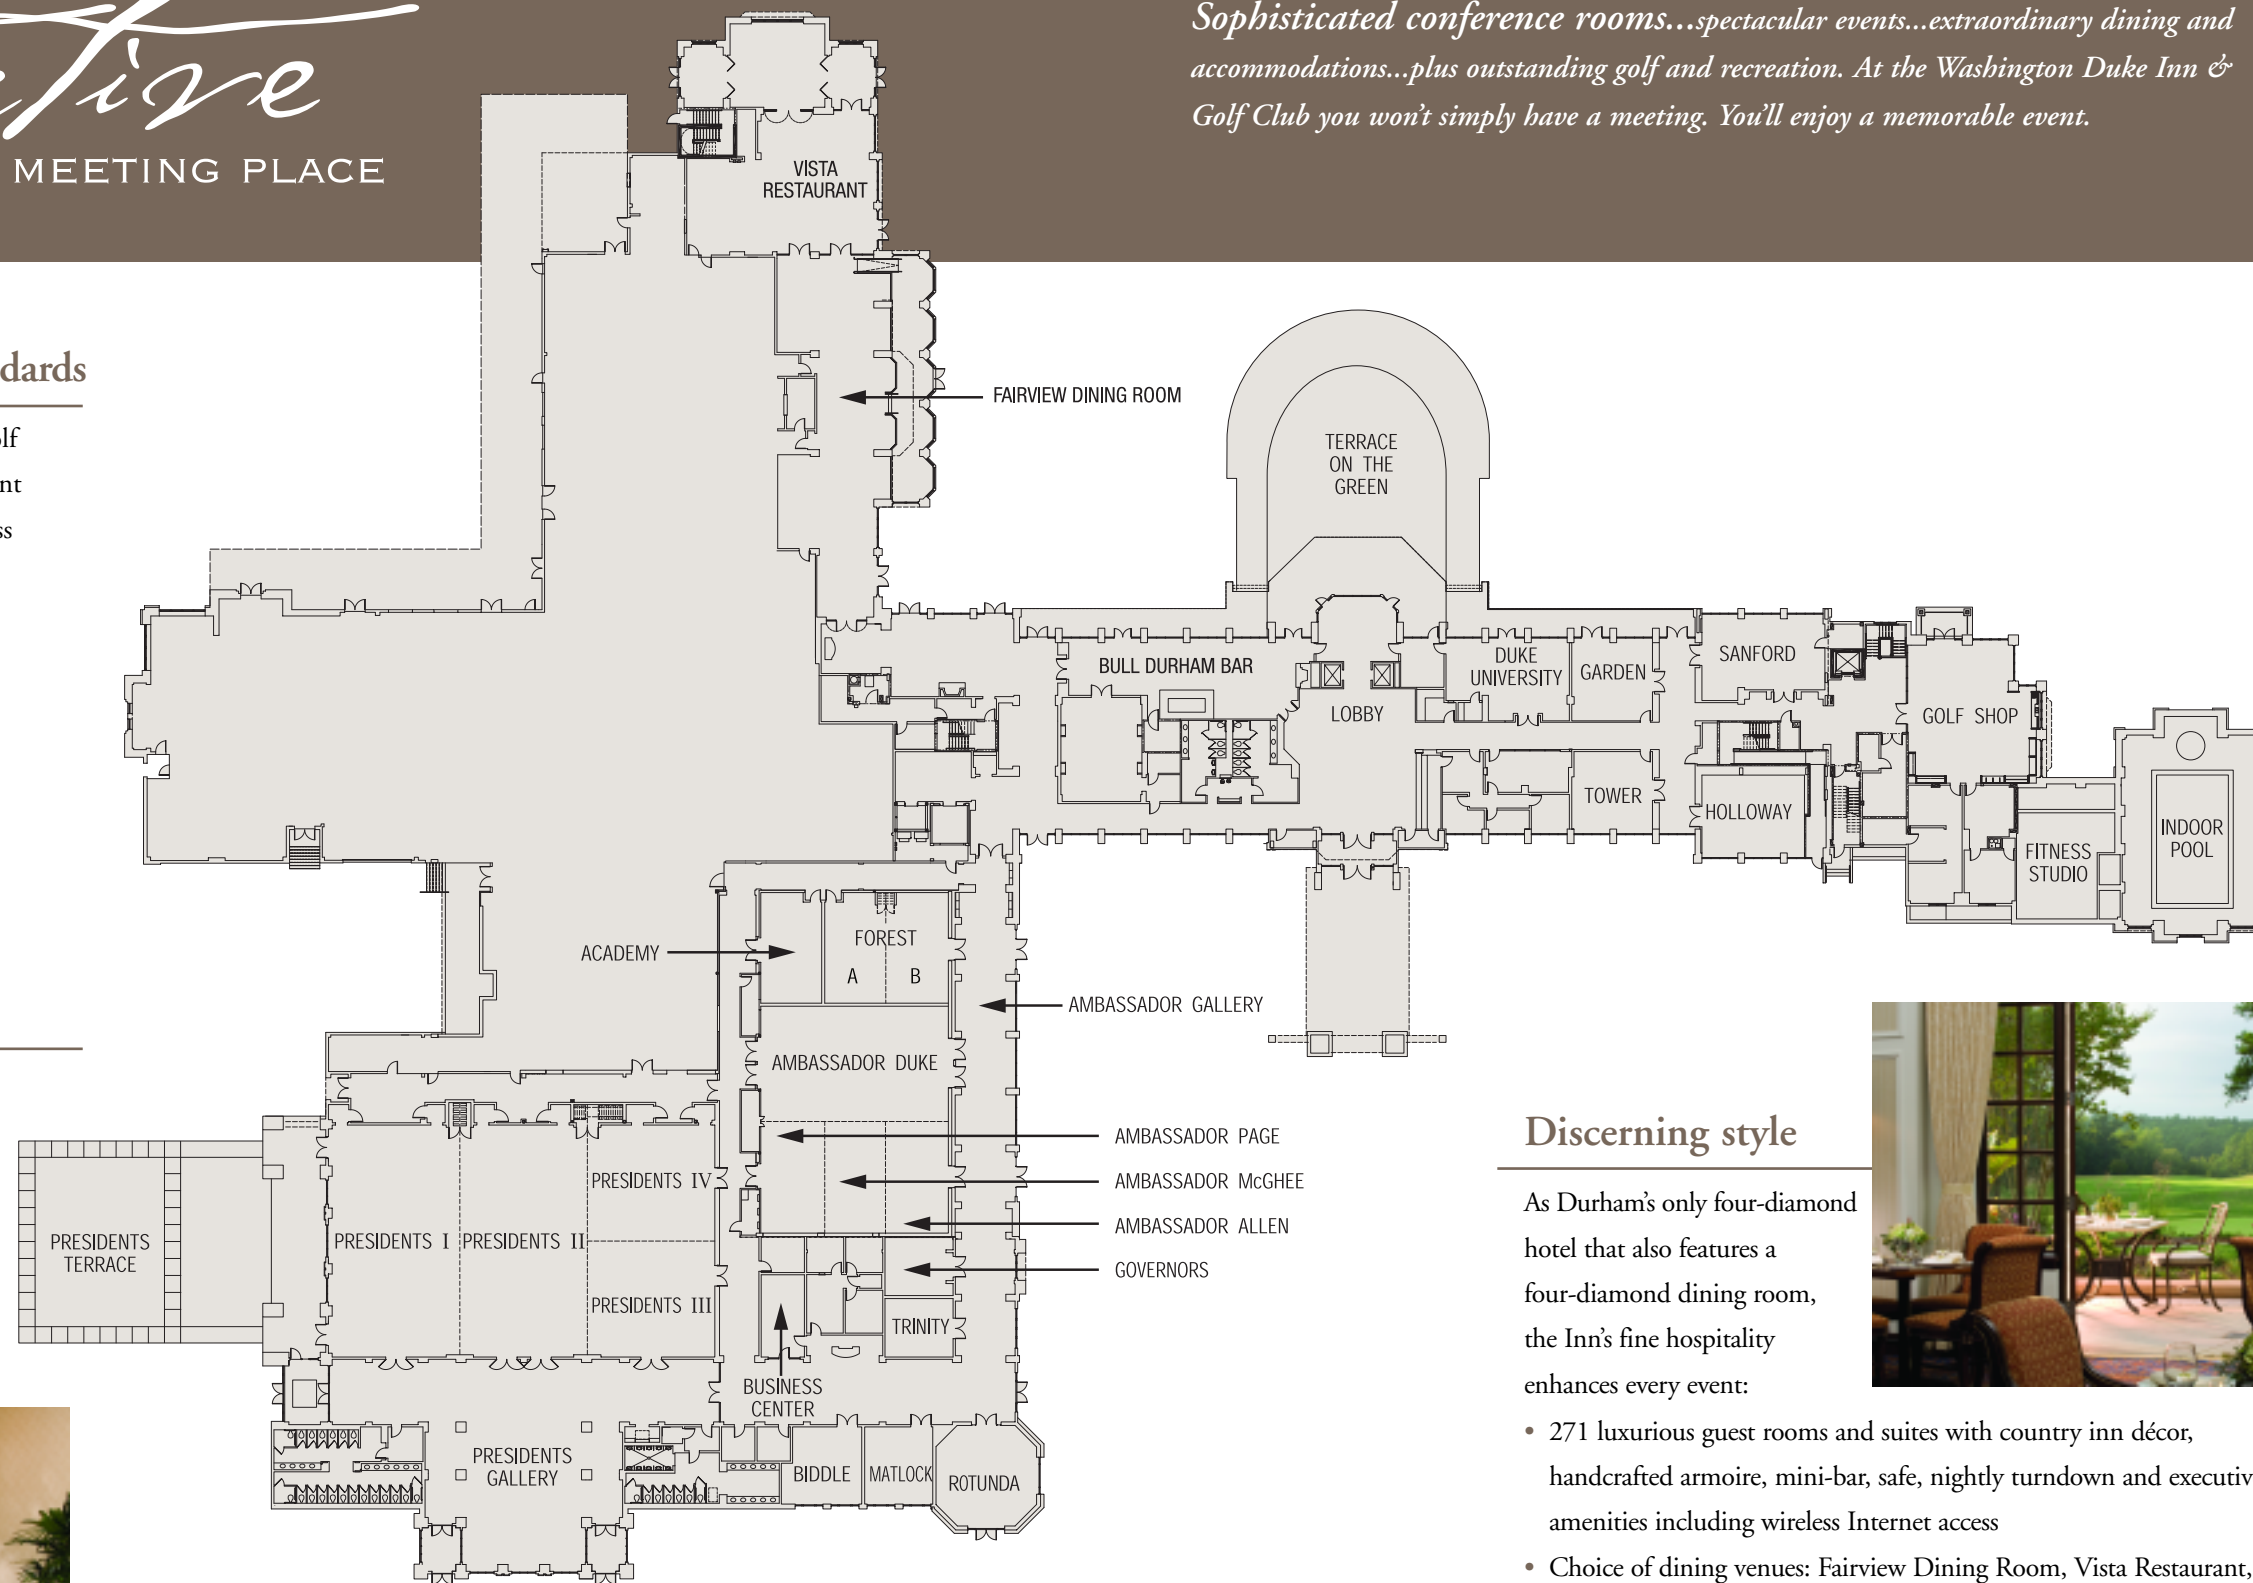 MEETING PLACE
Sophisticated conference rooms...spectacular events...extraordinary dining and
accommodations...plus outstanding golf and recreation. At the Washington Duke Inn &
Golf Club you won't simply have a meeting. You'll enjoy a memorable event.
VISTA
RESTAURANT
FAIRVIEW DINING ROOM
TERRACE
ON THE
GREEN
BULL DURHAM BAR
LOBBY
DUKE
UNIVERSITY
GARDEN
SANFORD
GOLF SHOP
TOWER
HOLLOWAY
FITNESS
STUDIO
INDOOR
POOL
ACADEMY
FOREST
A B
AMBASSADOR GALLERY
AMBASSADOR DUKE
AMBASSADOR PAGE
AMBASSADOR McGHEE
AMBASSADOR ALLEN
GOVERNORS
TRINITY
PRESIDENTS
TERRACE
PRESIDENTS I
PRESIDENTS II
PRESIDENTS IV
PRESIDENTS III
BUSINESS
CENTER
PRESIDENTS
GALLERY
BIDDLE
MATLOCK
ROTUNDA
Discerning style
As Durham's only four-diamond
hotel that also features a
four-diamond dining room,
the Inn's fine hospitality
enhances every event:
• 271 luxurious guest rooms and suites with country inn décor,
handcrafted armoire, mini-bar, safe, nightly turndown and executiv
amenities including wireless Internet access
• Choice of dining venues: Fairview Dining Room, Vista Restaurant,